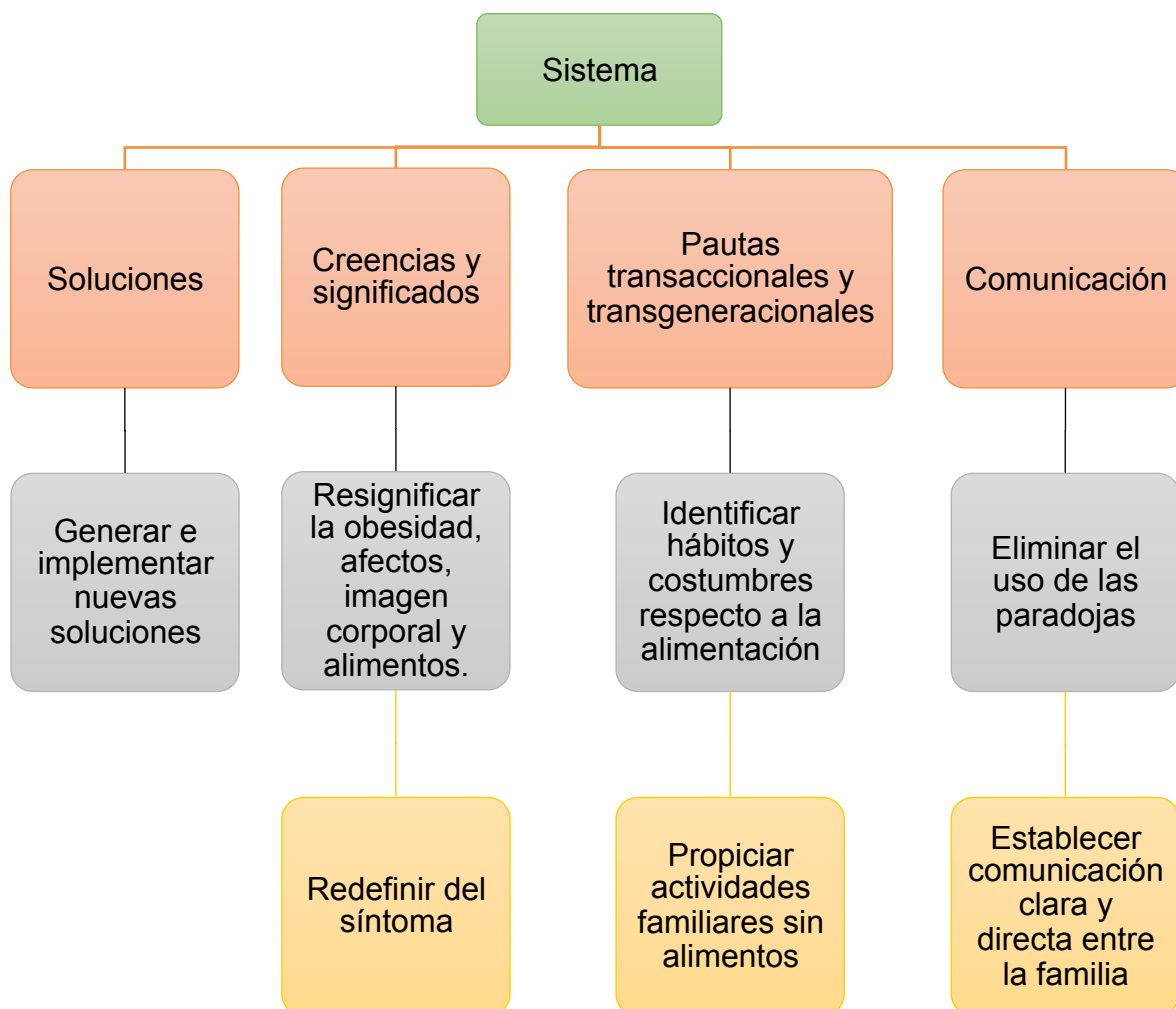 Sistema
Soluciones
Creencias y
significados
Pautas
transaccionales y
transgeneracionales
Comunicación
Generar e
implementar
nuevas
soluciones
Resignificar
la obesidad,
afectos,
imagen
corporal y
alimentos.
Identificar
hábitos y
costumbres
respecto a la
alimentación
Eliminar el
uso de las
paradojas
Redefinir del
síntoma
Propiciar
actividades
familiares sin
alimentos
Establecer
comunicación
clara y
directa entre
la familia